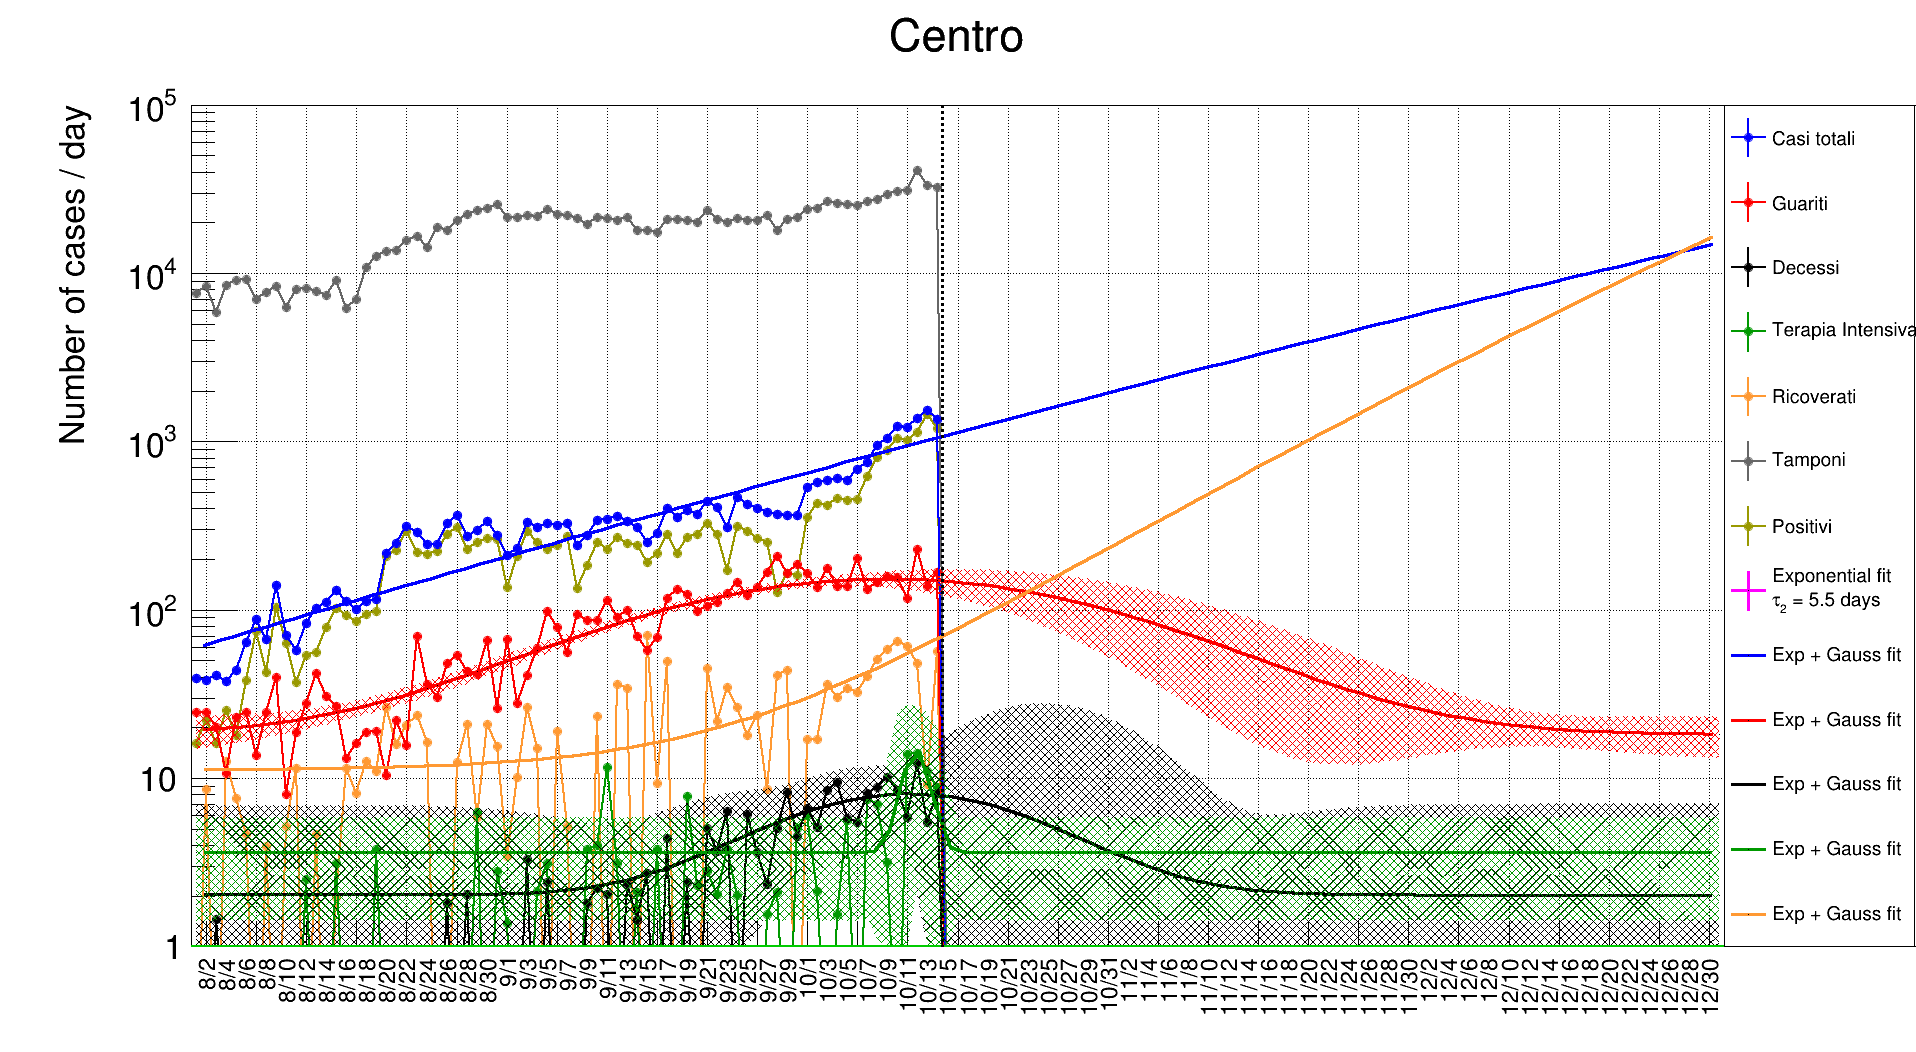 Centro
Number of cases / day
10⁵
10⁴
10³
10²
10
1
8/2 8/4 8/6 8/8 8/10 8/12 8/14 8/16 8/18 8/20 8/22 8/24 8/26 8/28 8/30 9/1 9/3 9/5 9/7 9/9 9/11 9/13 9/15 9/17 9/19 9/21 9/23 9/25 9/27 9/29 10/1 10/3 10/5 10/7 10/9 10/11 10/13 10/15 10/17 10/19 10/21 10/23 10/25 10/27 10/29 10/31 11/2 11/4 11/6 11/8 11/10 11/12 11/14 11/16 11/18 11/20 11/22 11/24 11/26 11/28 11/30 12/2 12/4 12/6 12/8 12/10 12/12 12/14 12/16 12/18 12/20 12/22 12/24 12/26 12/28 12/30
Casi totali
Guariti
Decessi
Terapia Intensiva
Ricoverati
Tamponi
Positivi
Exponential fit
τ₂ = 5.5 days
Exp + Gauss fit
Exp + Gauss fit
Exp + Gauss fit
Exp + Gauss fit
Exp + Gauss fit